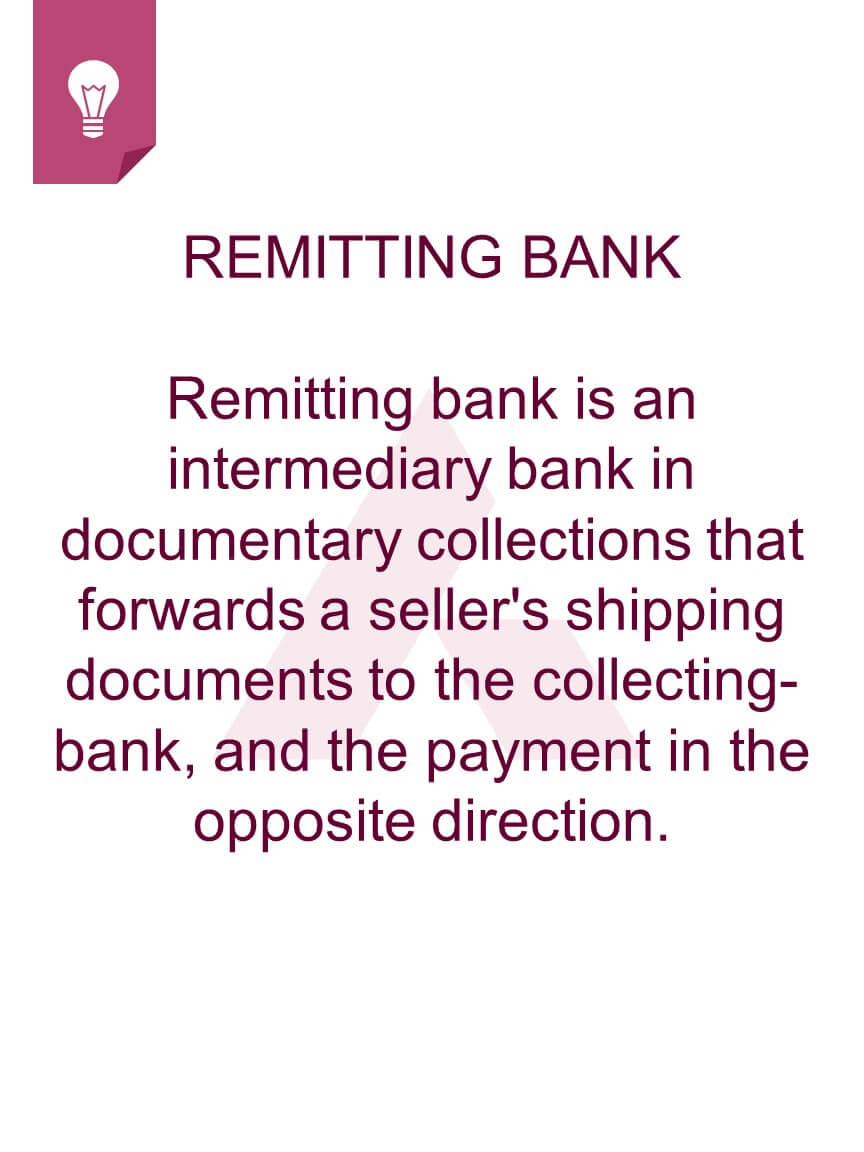 REMITTING BANK
Remitting bank is an
intermediary bank in
documentary collections that
forwards a seller's shipping
documents to the collecting-
bank, and the payment in the
opposite direction.